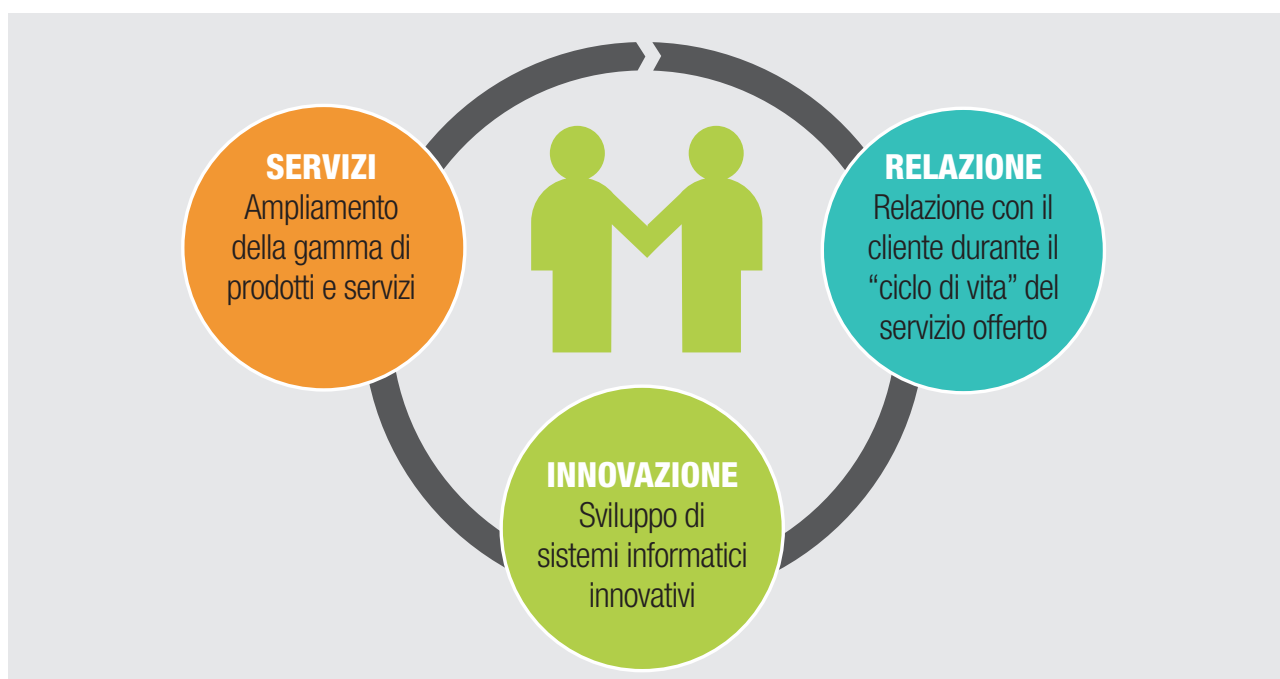 SERVIZI
Ampliamento
della gamma di
prodotti e servizi
RELAZIONE
Relazione con il
cliente durante il
“ciclo di vita” del
servizio offerto
INNOVAZIONE
Sviluppo di
sistemi informatici
innovativi